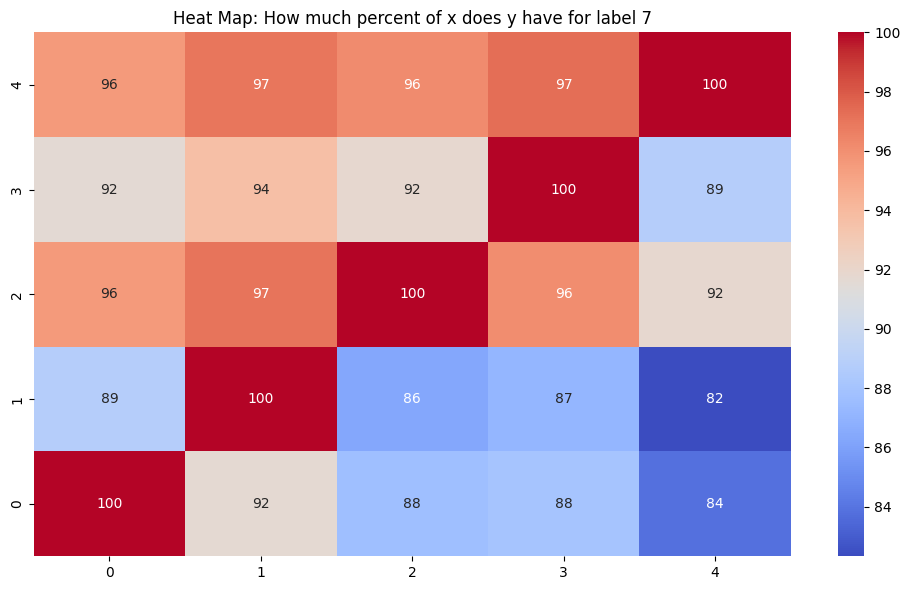 Heat Map: How much percent of x does y have for label 7
4 96 97 96 97 100
3 92 94 92 100 89
2 96 97 100 96 92
1 89 100 86 87 82
0 100 92 88 88 84
0 1 2 3 4
100
98
96
94
92
90
88
86
84